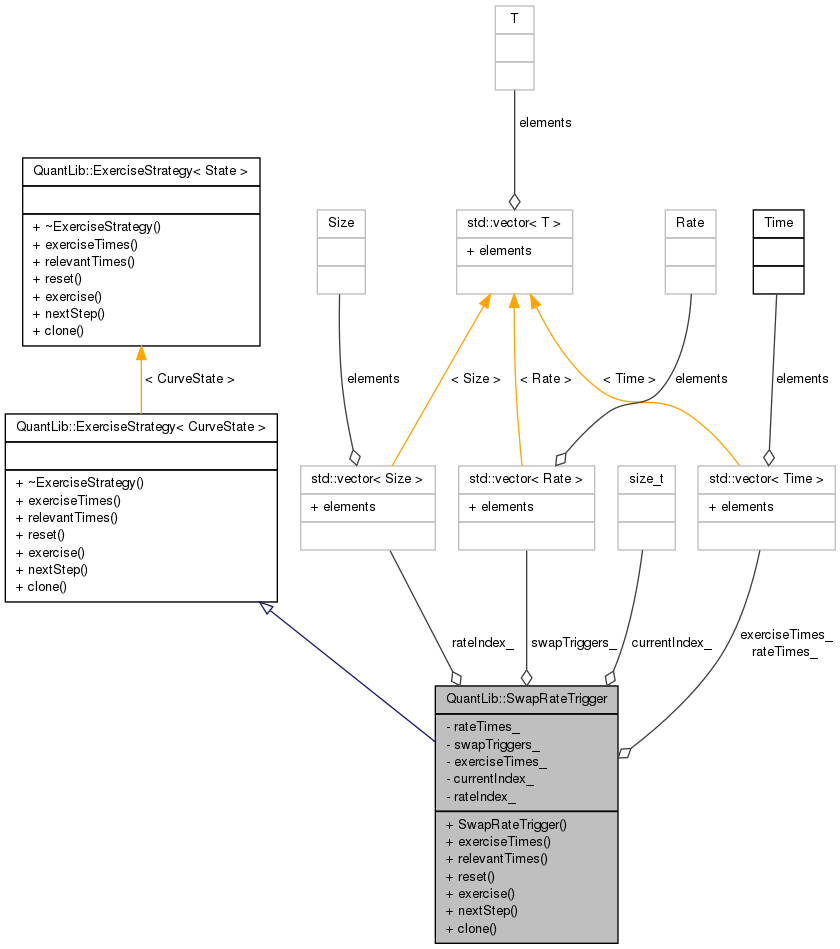 T
elements
QuantLib::ExerciseStrategy< State >
+ ~ExerciseStrategy()
+ exerciseTimes()
+ relevantTimes()
+ reset()
+ exercise()
+ nextStep()
+ clone()
Size
std::vector< T >
+ elements
Rate
Time
< CurveState >
elements
< Size >
< Rate >
< Time >
elements
elements
QuantLib::ExerciseStrategy< CurveState >
+ ~ExerciseStrategy()
+ exerciseTimes()
+ relevantTimes()
+ reset()
+ exercise()
+ nextStep()
+ clone()
std::vector< Size >
+ elements
std::vector< Rate >
+ elements
size_t
std::vector< Time >
+ elements
rateIndex_
swapTriggers_
currentIndex_
exerciseTimes_
rateTimes_
QuantLib::SwapRateTrigger
- rateTimes_
- swapTriggers_
- exerciseTimes_
- currentIndex_
- rateIndex_
+ SwapRateTrigger()
+ exerciseTimes()
+ relevantTimes()
+ reset()
+ exercise()
+ nextStep()
+ clone()